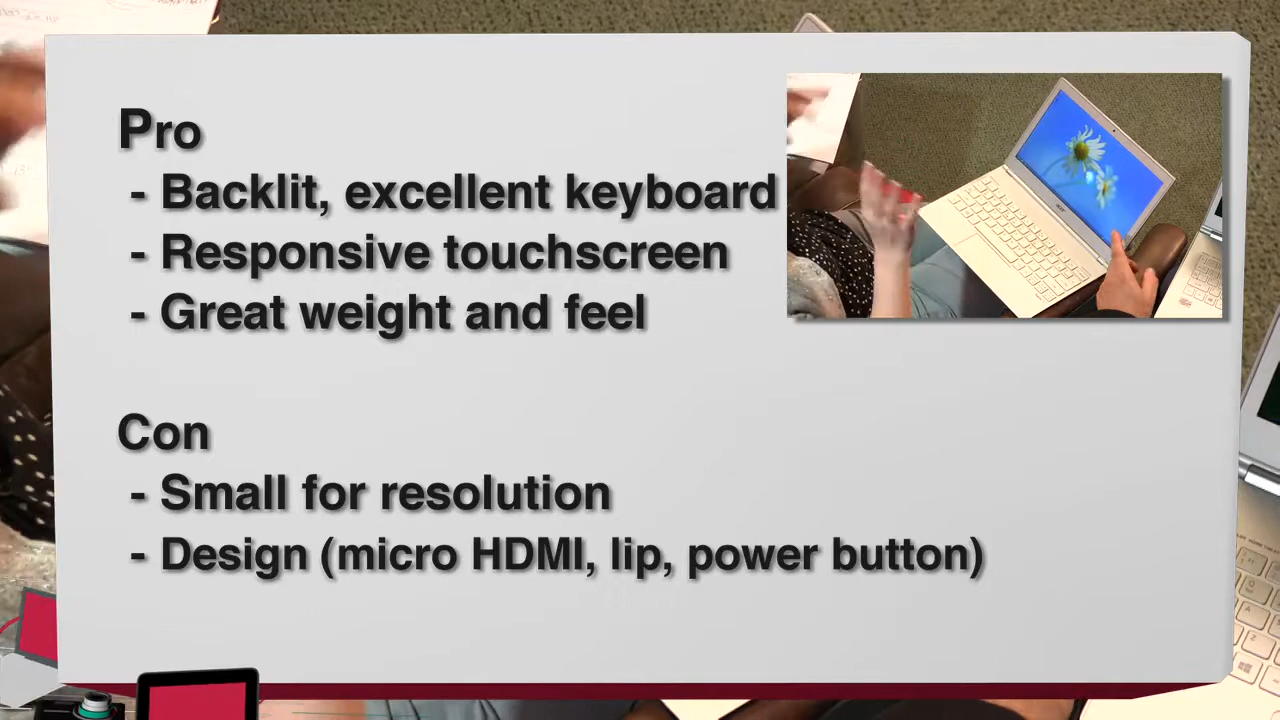 Pro
- Backlit, excellent keyboard
- Responsive touchscreen
- Great weight and feel
Con
- Small for resolution
- Design (micro HDMI, lip, power button)
acer